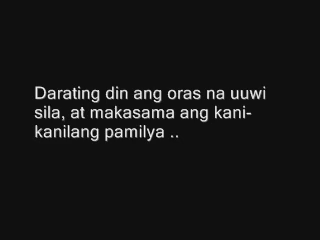 Darating din ang oras na uuwi
sila, at makasama ang kani-
kanilang pamilya ..